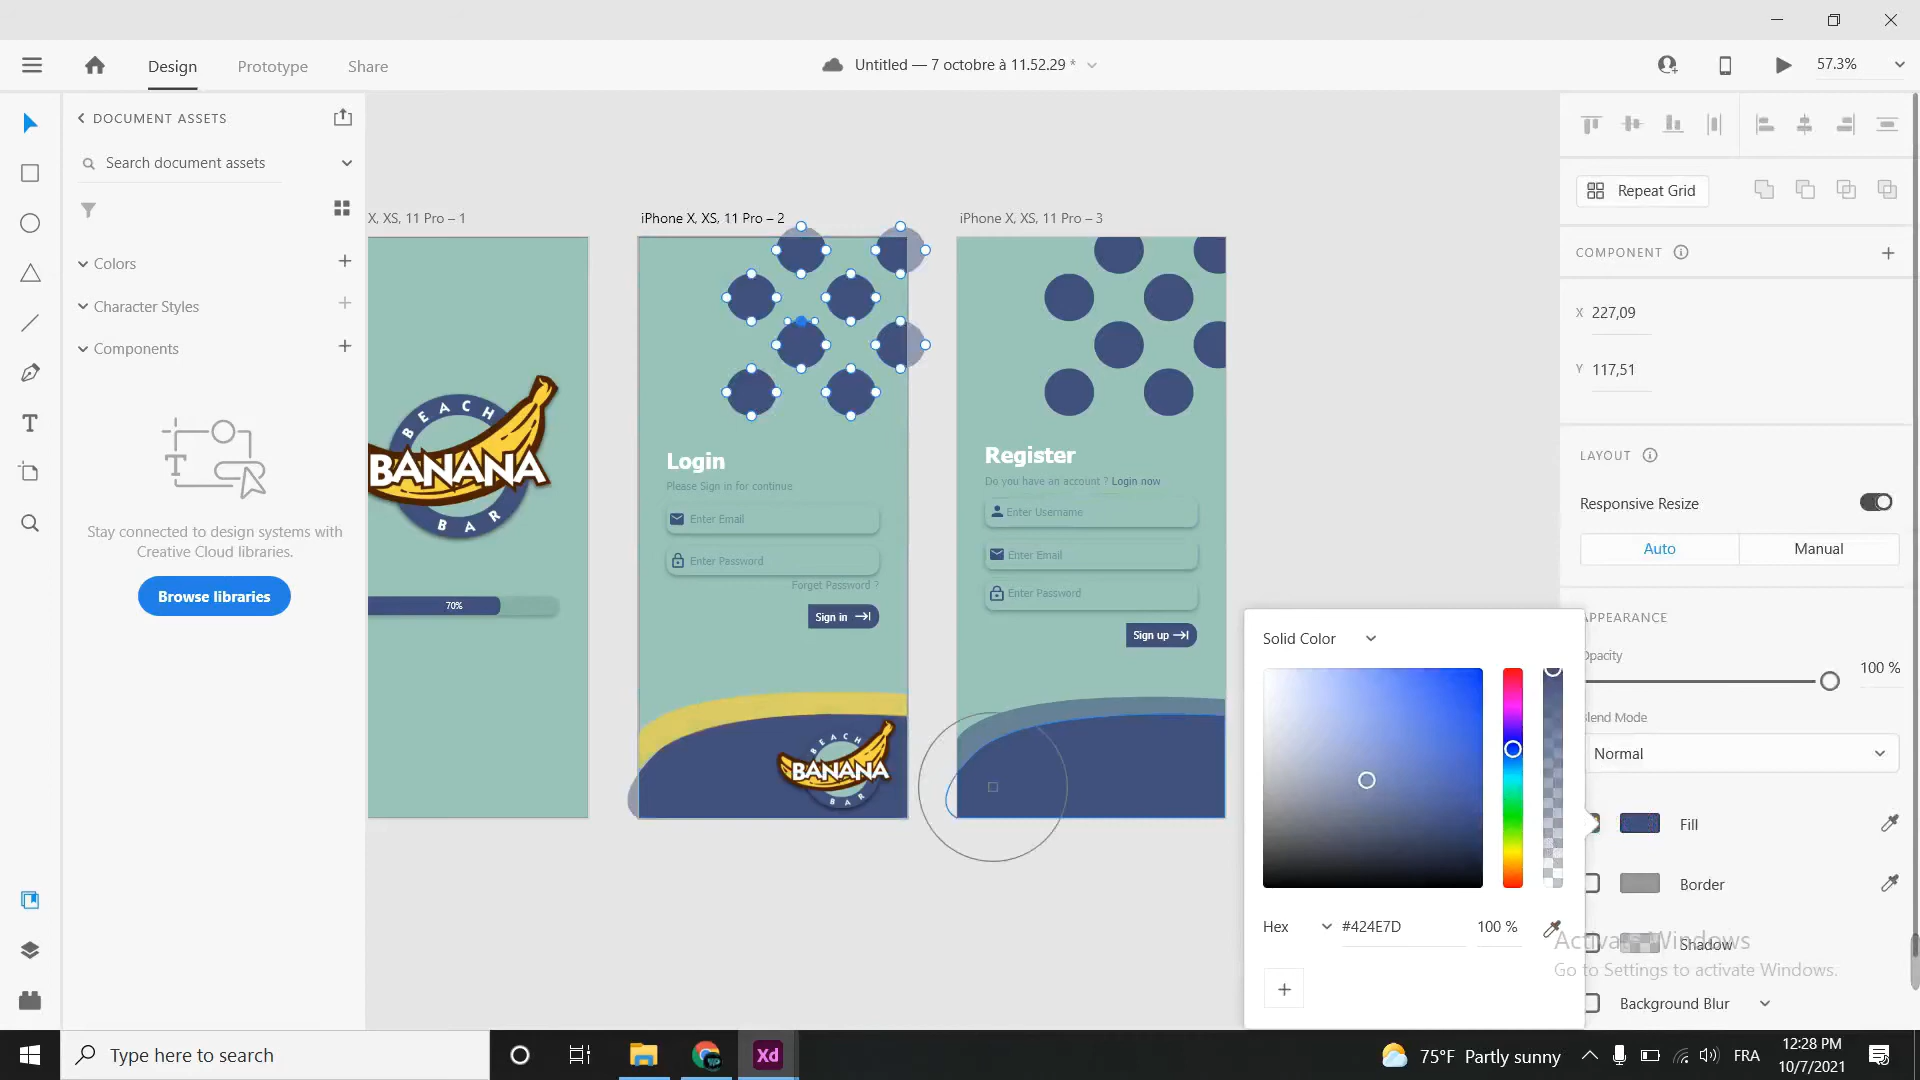 Design
Prototype
Share
Untitled — 7 octobre à 11.52.29 *
57.3%
DOCUMENT ASSETS
Search document assets
Colors
Character Styles
Components
Stay connected to design systems with
Creative Cloud libraries.
Browse libraries
X, XS, 11 Pro – 1
BEACH
BANANA
BAR
70%
iPhone X, XS, 11 Pro – 2
Login
Please Sign in for continue
Enter Email
Enter Password
Forget Password ?
Sign in
BEACH
BANANA
BAR
iPhone X, XS, 11 Pro – 3
Register
Do you have an account ? Login now
Enter Username
Enter Email
Enter Password
Sign up
Solid Color
Hex
#424E7D
100 %
Repeat Grid
COMPONENT
X 227,09
Y 117,51
LAYOUT
Responsive Resize
Auto
Manual
APPEARANCE
Opacity
100 %
Blend Mode
Normal
Fill
Border
Shadow
Background Blur
Activate Windows
Go to Settings to activate Windows.
Type here to search
Xd
75°F Partly sunny
FRA
12:28 PM
10/7/2021